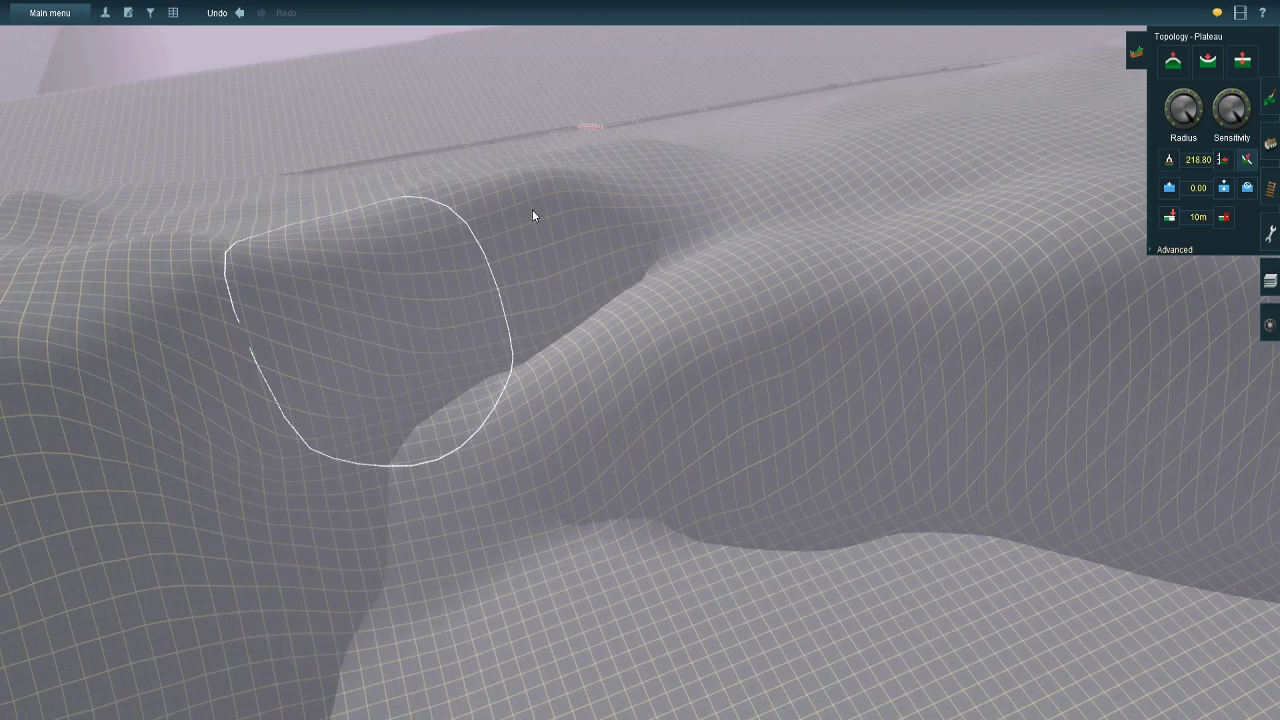 Main menu
Undo
Redo
?
Topology - Plateau
Radius
Sensitivity
218.80
0.00
10m
Advanced